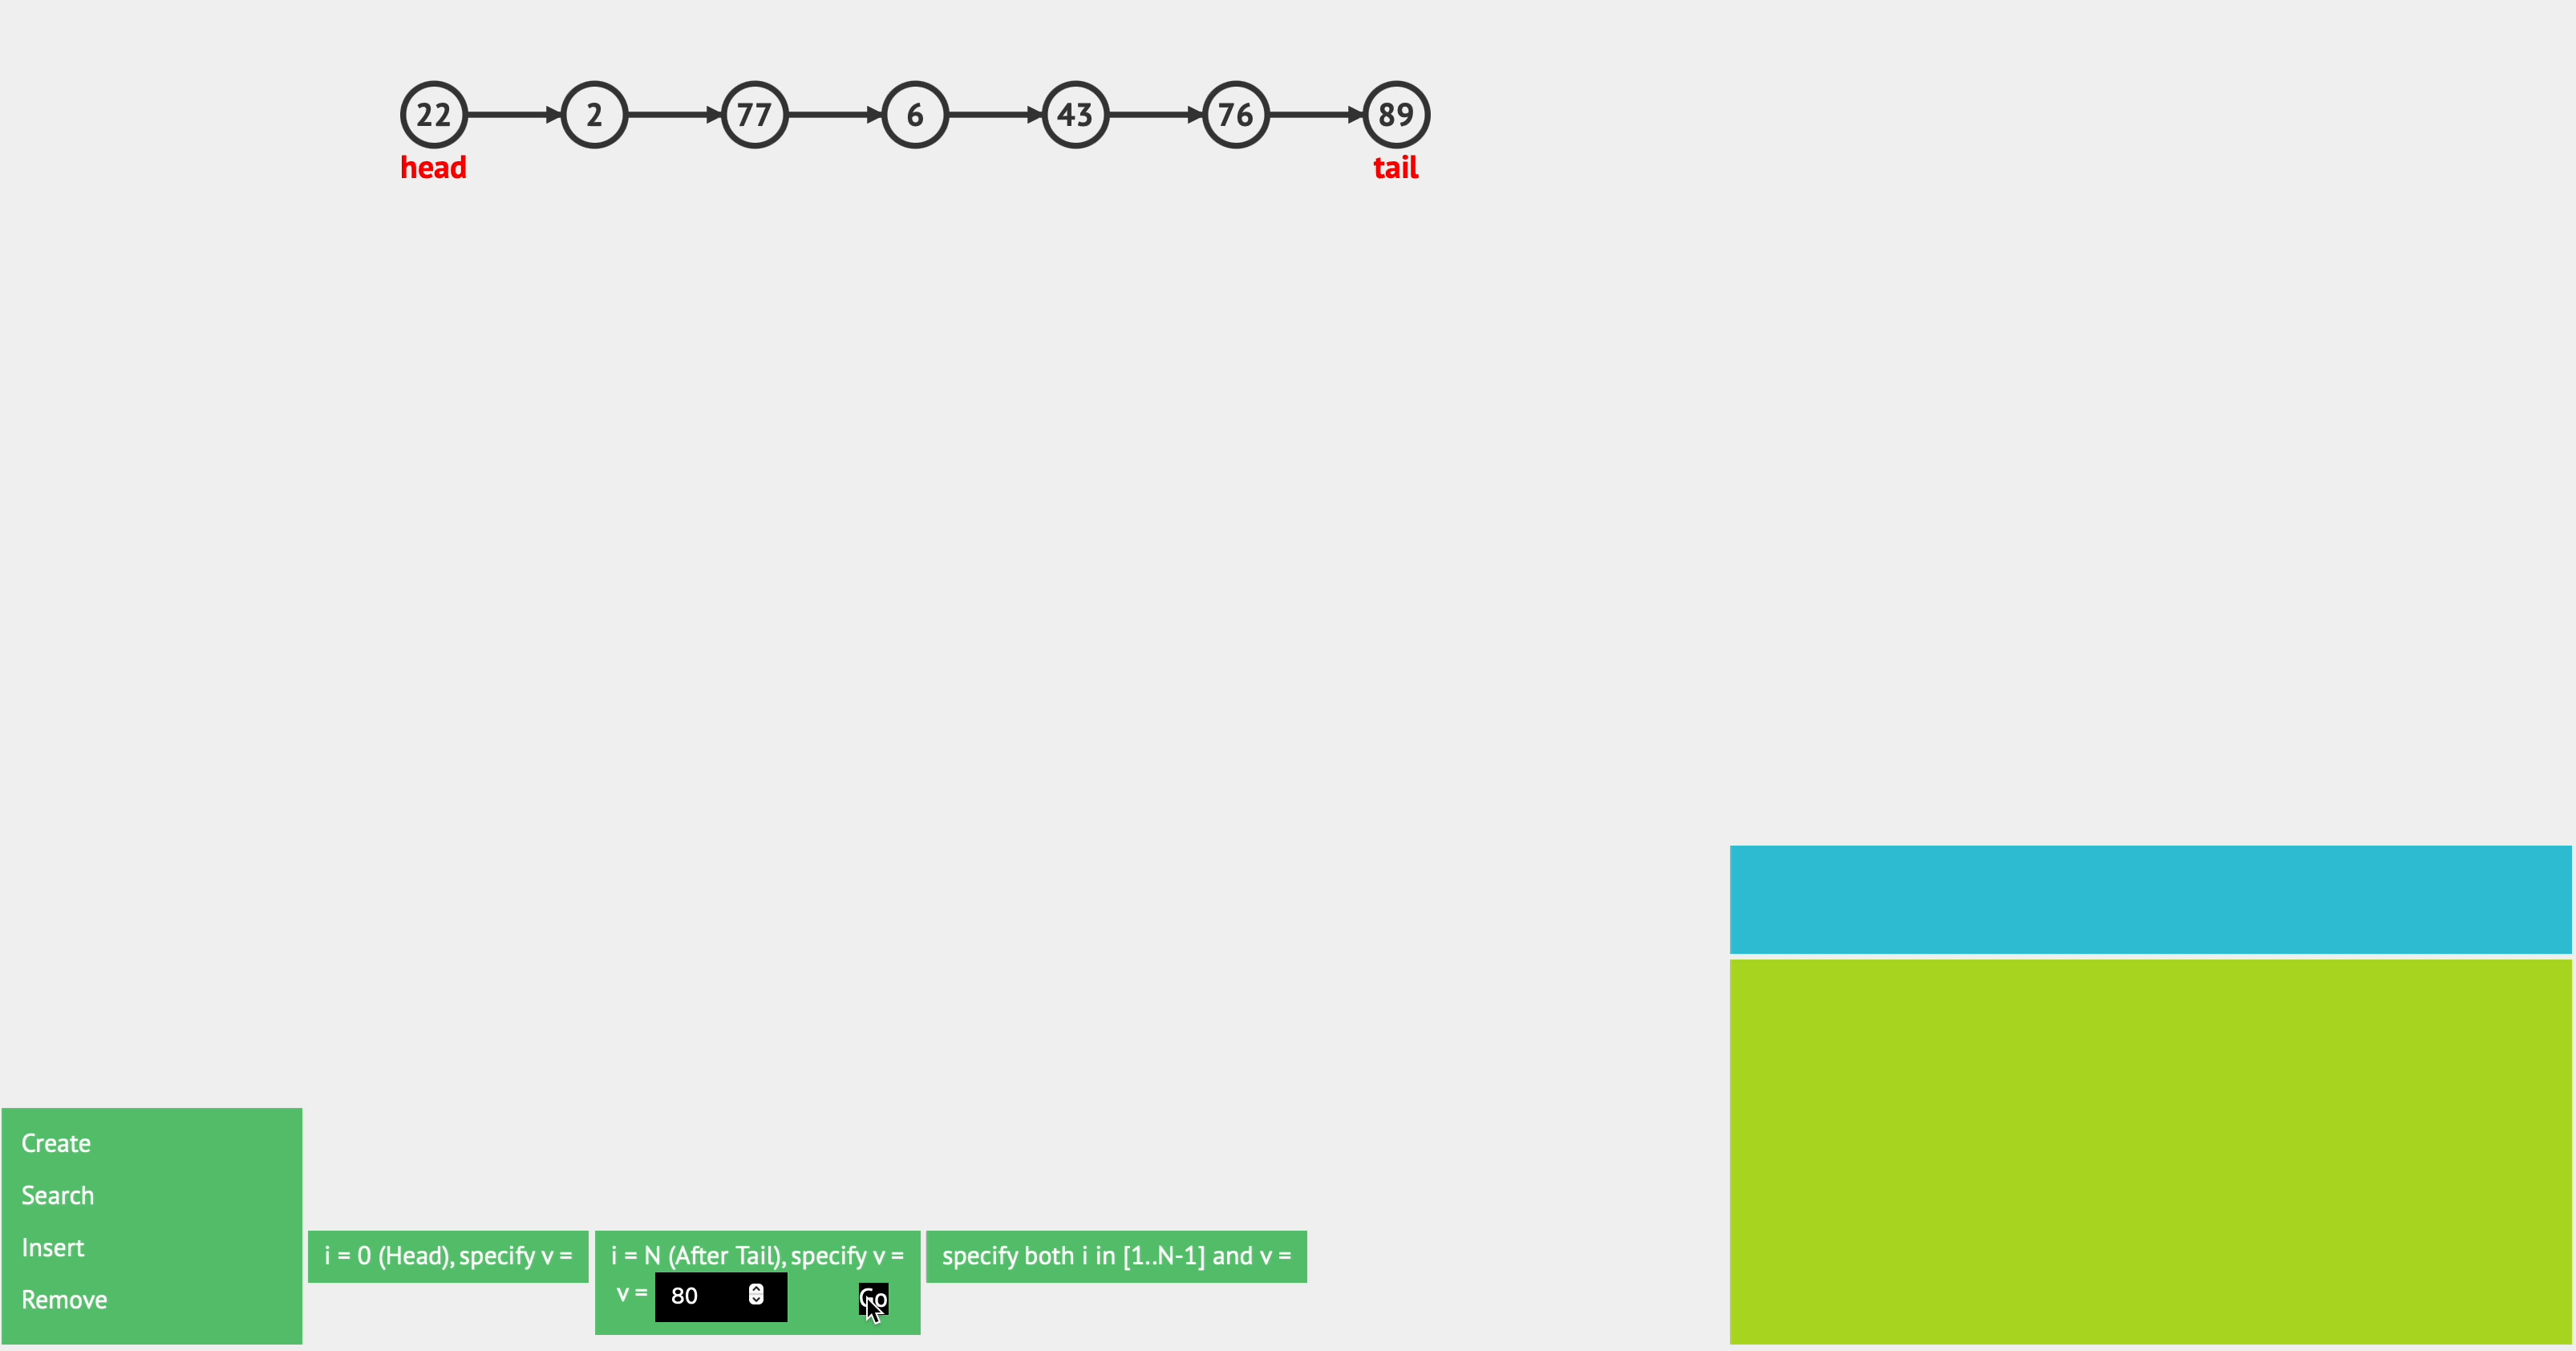 22 2 77 6 43 76 89
head tail
Create
Search
Insert
Remove
i = 0 (Head), specify v =
i = N (After Tail), specify v =
v = 80 Go
specify both i in [1..N-1] and v =